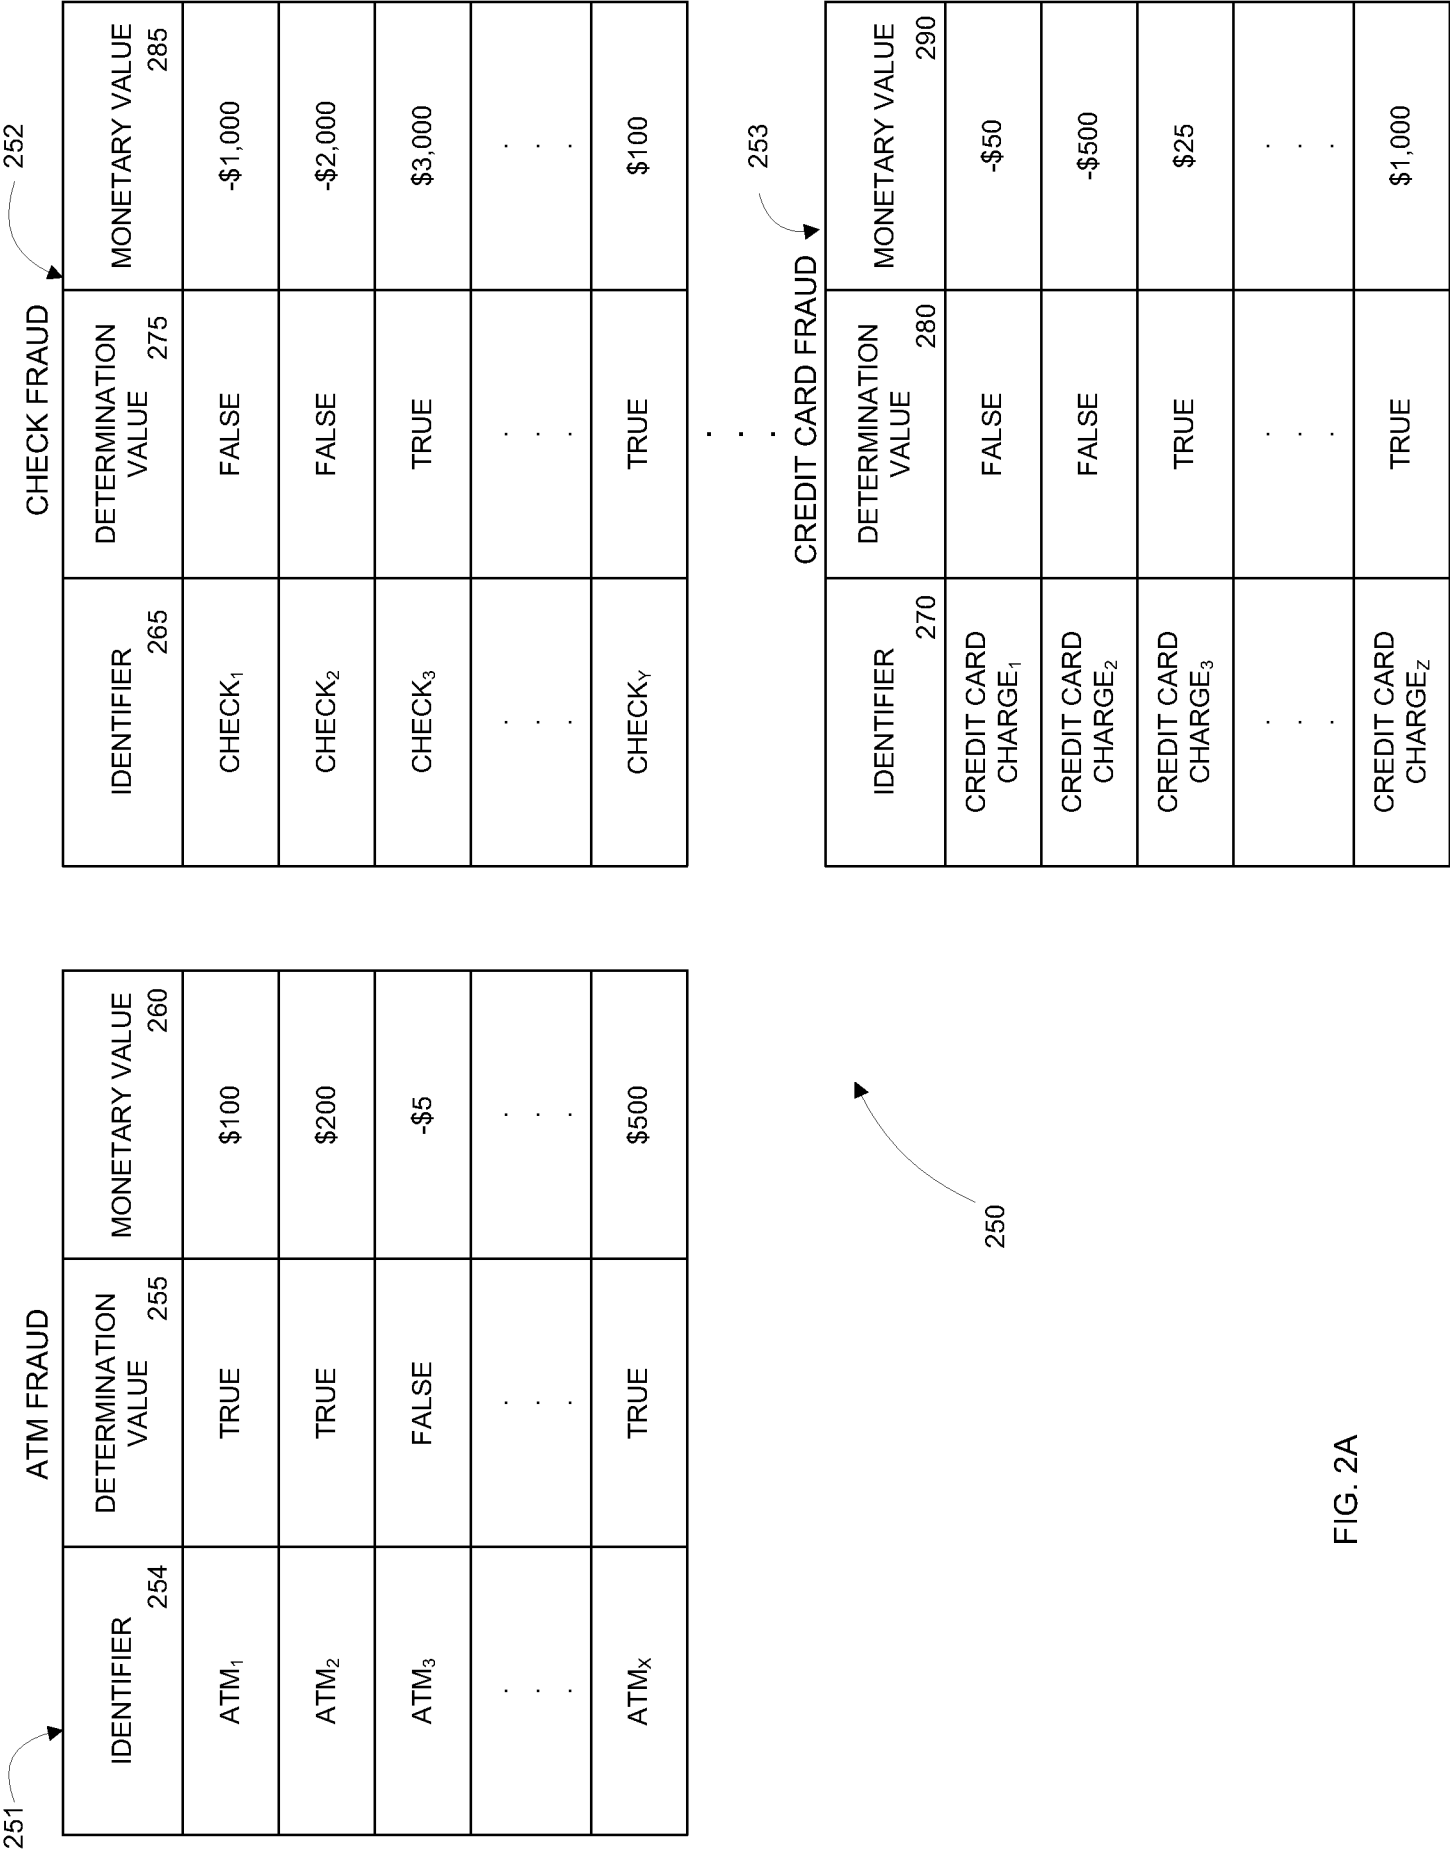 251
ATM FRAUD
IDENTIFIER
254
DETERMINATION
VALUE
255
MONETARY VALUE
260
ATM₁
TRUE
$100
ATM₂
TRUE
$200
ATM₃
FALSE
-$5
. . .
. . .
. . .
ATMₓ
TRUE
$500
252
CHECK FRAUD
IDENTIFIER
265
DETERMINATION
VALUE
275
MONETARY VALUE
285
CHECK₁
FALSE
-$1,000
CHECK₂
FALSE
-$2,000
CHECK₃
TRUE
$3,000
. . .
. . .
. . .
CHECKY
TRUE
$100
. . .
253
CREDIT CARD FRAUD
IDENTIFIER
270
DETERMINATION
VALUE
280
MONETARY VALUE
290
CREDIT CARD
CHARGE₁
FALSE
-$50
CREDIT CARD
CHARGE₂
FALSE
-$500
CREDIT CARD
CHARGE₃
TRUE
$25
. . .
. . .
. . .
CREDIT CARD
CHARGEZ
TRUE
$1,000
250
FIG. 2A